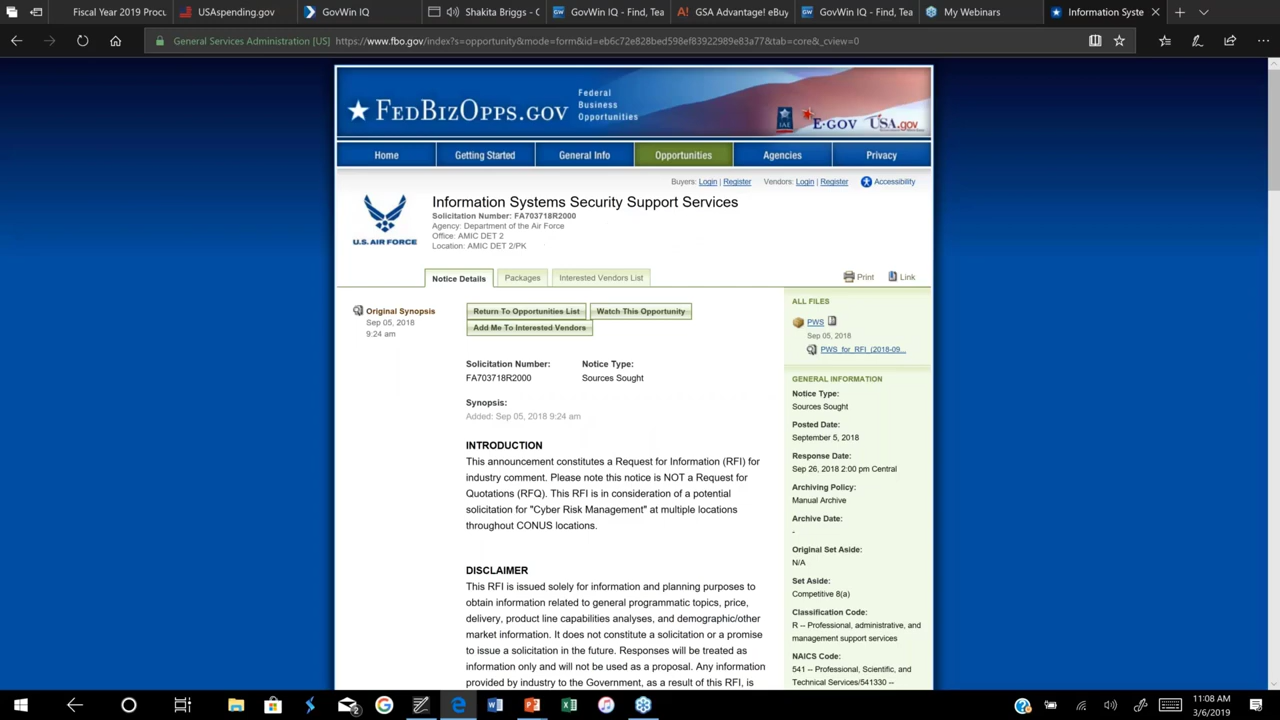 Fiscal Year 2019 Produ
USASpending.gov
GovWin IQ
Shakita Briggs - C
GovWin IQ - Find, Tea
GSA Advantage! eBuy
GovWin IQ - Find, Tea
My Webinars
Information Syste
General Services Administration [US] https://www.fbo.gov/index?s=opportunity&mode=form&id=eb6c72e828bed598ef83922989e83a77&tab=core&_cview=0
FEDBIZOPPS.GOV
Federal
Business
Opportunities
IAE
E-GOV
USA.gov
Home
Getting Started
General Info
Opportunities
Agencies
Privacy
Buyers: Login | Register Vendors: Login | Register Accessibility
U.S. AIR FORCE
Information Systems Security Support Services
Solicitation Number: FA703718R2000
Agency: Department of the Air Force
Office: AMIC DET 2
Location: AMIC DET 2/PK
Notice Details
Packages
Interested Vendors List
Print
Link
Original Synopsis
Sep 05, 2018
9:24 am
Return To Opportunities List
Watch This Opportunity
Add Me To Interested Vendors
Solicitation Number:
FA703718R2000
Notice Type:
Sources Sought
Synopsis:
Added: Sep 05, 2018 9:24 am
INTRODUCTION
This announcement constitutes a Request for Information (RFI) for
industry comment. Please note this notice is NOT a Request for
Quotations (RFQ). This RFI is in consideration of a potential
solicitation for "Cyber Risk Management" at multiple locations
throughout CONUS locations.
DISCLAIMER
This RFI is issued solely for information and planning purposes to
obtain information related to general programmatic topics, price,
delivery, product line capabilities analyses, and demographic/other
market information. It does not constitute a solicitation or a promise
to issue a solicitation in the future. Responses will be treated as
information only and will not be used as a proposal. Any information
provided by industry to the Government, as a result of this RFI, is
ALL FILES
PWS
Sep 05, 2018
PWS_for_RFI_(2018-09...
GENERAL INFORMATION
Notice Type:
Sources Sought
Posted Date:
September 5, 2018
Response Date:
Sep 26, 2018 2:00 pm Central
Archiving Policy:
Manual Archive
Archive Date:
-
Original Set Aside:
N/A
Set Aside:
Competitive 8(a)
Classification Code:
R -- Professional, administrative, and
management support services
NAICS Code:
541 -- Professional, Scientific, and
Technical Services/541330 --
11:08 AM
3/6/2019